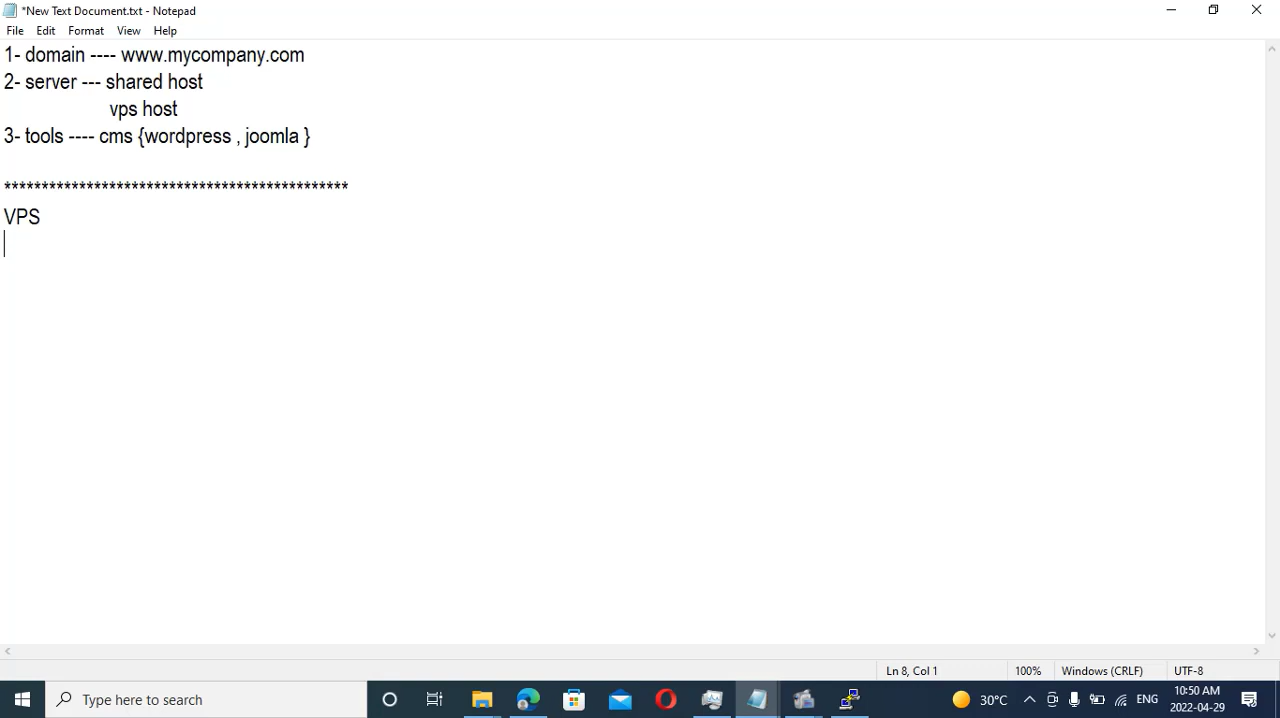 *New Text Document.txt - Notepad
File Edit Format View Help
1- domain ---- www.mycompany.com
2- server --- shared host
vps host
3- tools ---- cms {wordpress , joomla }
**********************************************
VPS
Ln 8, Col 1 100% Windows (CRLF) UTF-8
Type here to search
30°C ENG 10:50 AM
2022-04-29